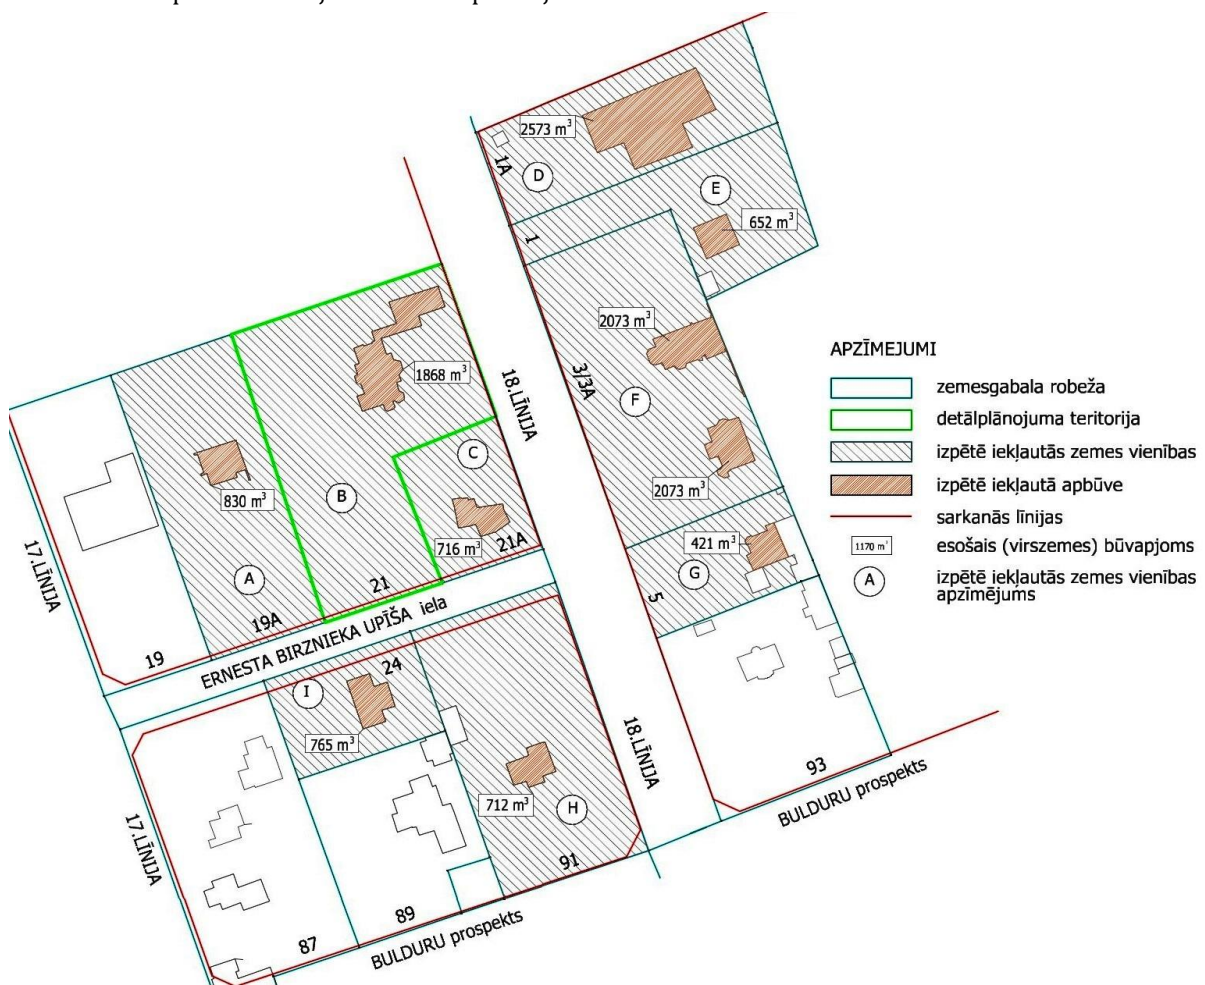 2573 m³
1A
D
E
652 m³
1
2073 m³
3/3A
F
1868 m³
18.LĪNIJA
C
830 m³
B
2073 m³
716 m³
21A
421 m³
G
17.LĪNIJA
A
21
5
19A
19
ERNESTA BIRZNIEKA UPĪŠA iela
24
I
765 m³
18.LĪNIJA
712 m³
H
93
BULDURU prospekts
17.LĪNIJA
91
89
87
BULDURU prospekts
APZĪMEJUMI
zemesgabala robeža
detālplānojuma teritorija
izpētē iekļautās zemes vienības
izpētē iekļautā apbūve
sarkanās līnijas
1170 m³
esošais (virszemes) būvapjoms
A
izpētē iekļautās zemes vienības
apzīmējums